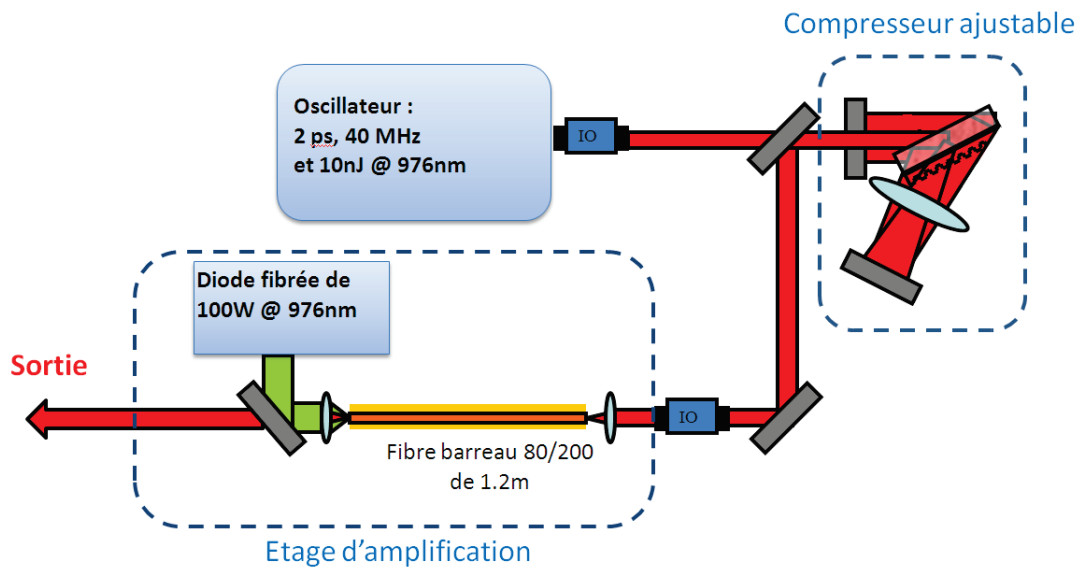 Compresseur ajustable
Oscillateur :
2 ps, 40 MHz
et 10nJ @ 976nm
IO
Diode fibrée de
100W @ 976nm
Sortie
IO
Fibre barreau 80/200
de 1.2m
Etage d'amplification